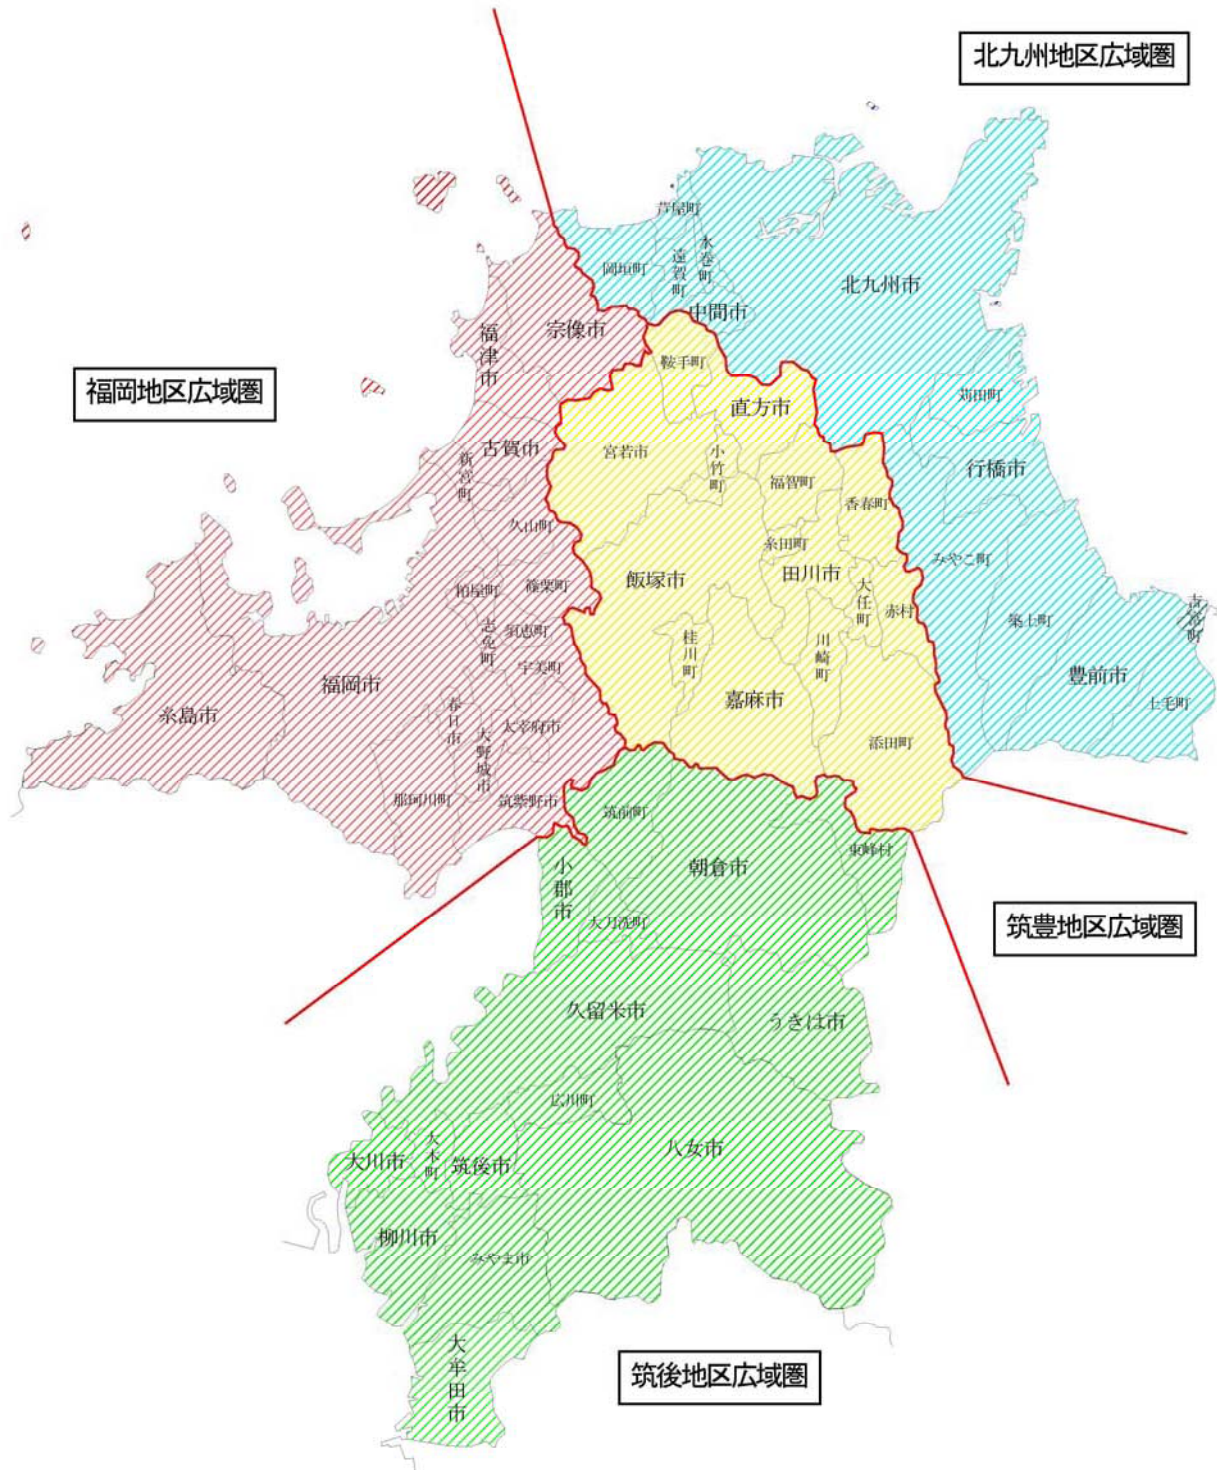 北九州地区広域圏
芦屋町
水巻町
遠賀町
岡垣町
北九州市
中間市
宗像市
福津市
鞍手町
福岡地区広域圏
苅田町
直方市
古賀市
宮若市
小竹町
行橋市
新宮町
福智町
香春町
久山町
糸田町
みやこ町
飯塚市
田川市
粕屋町
篠栗町
大任町
赤村
吉富町
築上町
須恵町
志免町
桂川町
川崎町
宇美町
豊前市
福岡市
糸島市
嘉麻市
上毛町
春日市
太宰府市
大野城市
添田町
那珂川町
筑紫野市
筑前町
東峰村
朝倉市
小郡市
大刀洗町
筑豊地区広域圏
久留米市
うきは市
広川町
八女市
大木町
大川市
筑後市
柳川市
みやま市
大牟田市
筑後地区広域圏